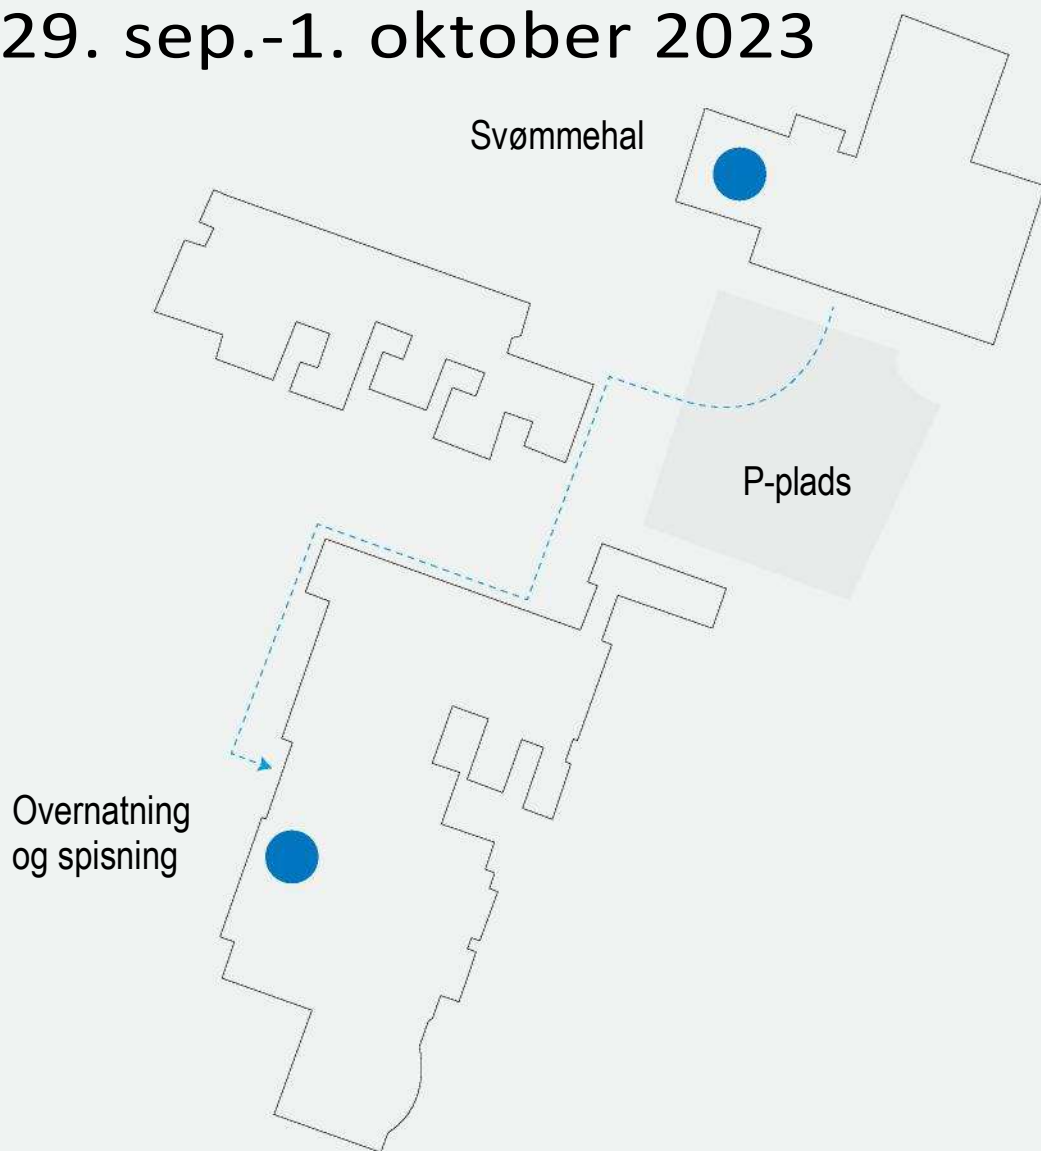 29. sep.-1. oktober 2023
Svømmehal
P-plads
Overnatning
og spisning